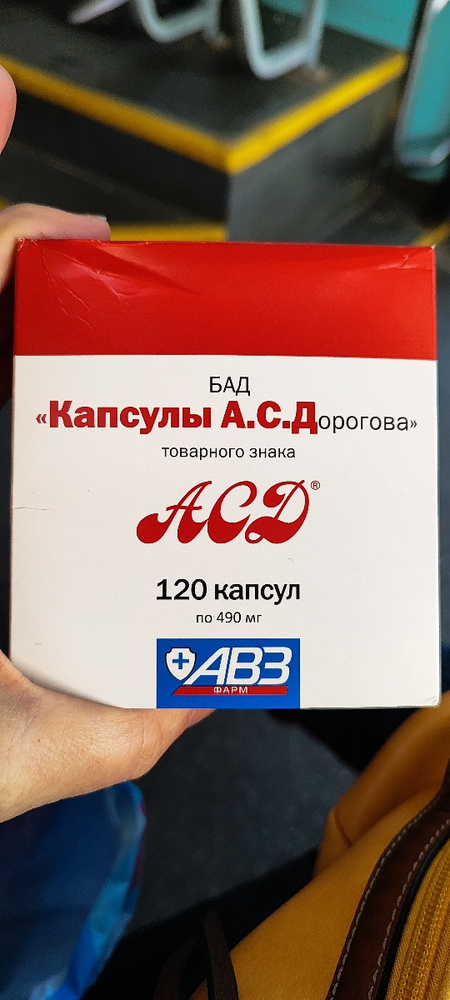 БАД
«Капсулы А.С.Дорогова»
товарного знака
АСД®
120 капсул
по 490 мг
АВЗ
ФАРМ